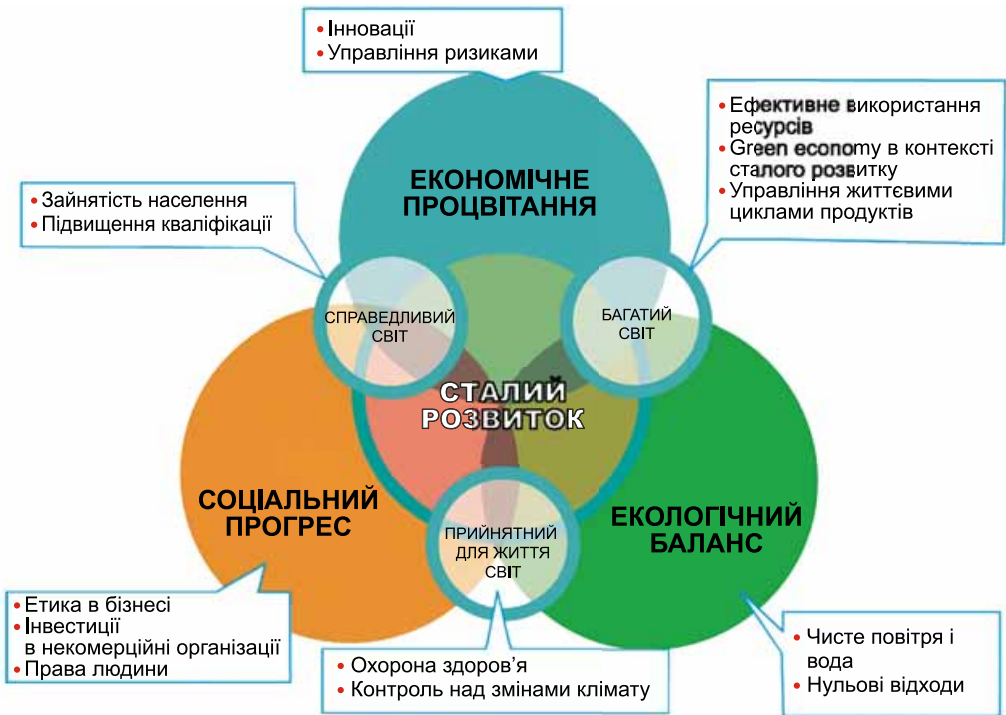 • Інновації
• Управління ризиками
• Ефективне використання
ресурсів
• Green economy в контексті
сталого розвитку
• Управління життєвими
циклами продуктів
ЕКОНОМІЧНЕ
ПРОЦВІТАННЯ
• Зайнятість населення
• Підвищення кваліфікації
СПРАВЕДЛИВИЙ
СВІТ
БАГАТИЙ
СВІТ
СТАЛИЙ
РОЗВИТОК
СОЦІАЛЬНИЙ
ПРОГРЕС
ЕКОЛОГІЧНИЙ
БАЛАНС
ПРИЙНЯТНИЙ
ДЛЯ ЖИТТЯ
СВІТ
• Етика в бізнесі
• Інвестиції
в некомерційні організації
• Права людини
• Охорона здоров’я
• Контроль над змінами клімату
• Чисте повітря і
вода
• Нульові відходи